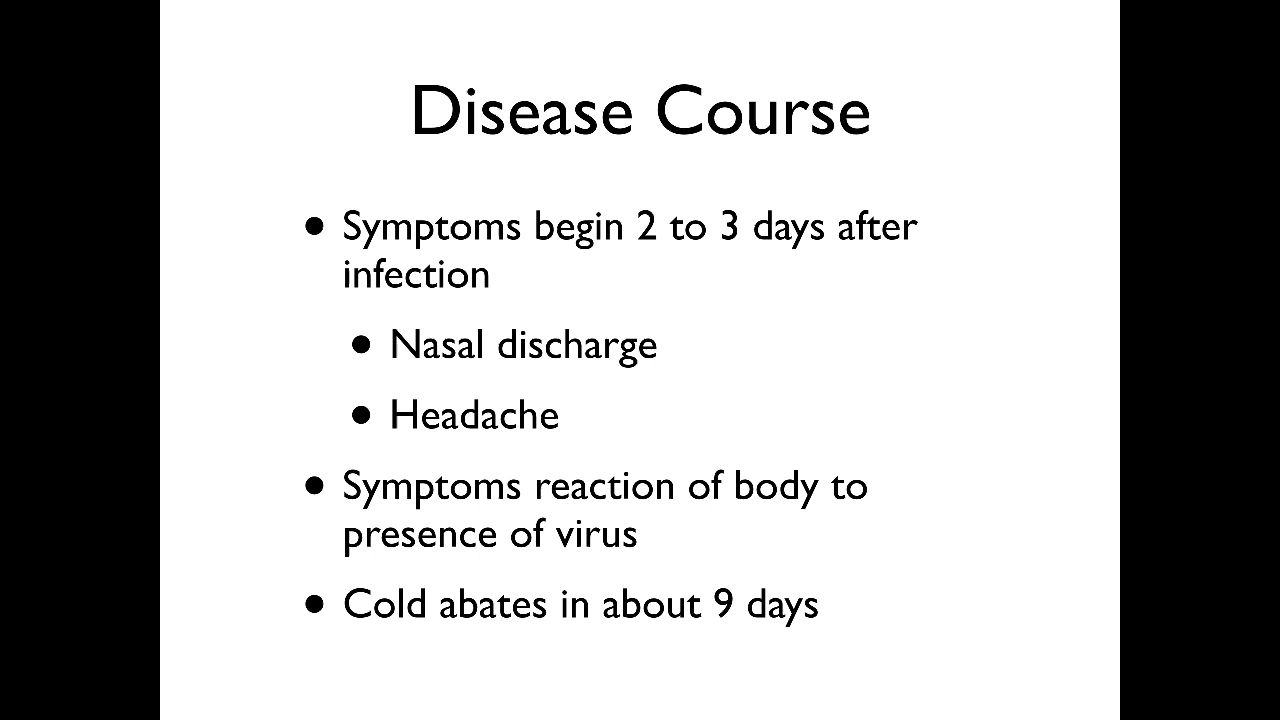 Disease Course
• Symptoms begin 2 to 3 days after
infection
• Nasal discharge
• Headache
• Symptoms reaction of body to
presence of virus
• Cold abates in about 9 days